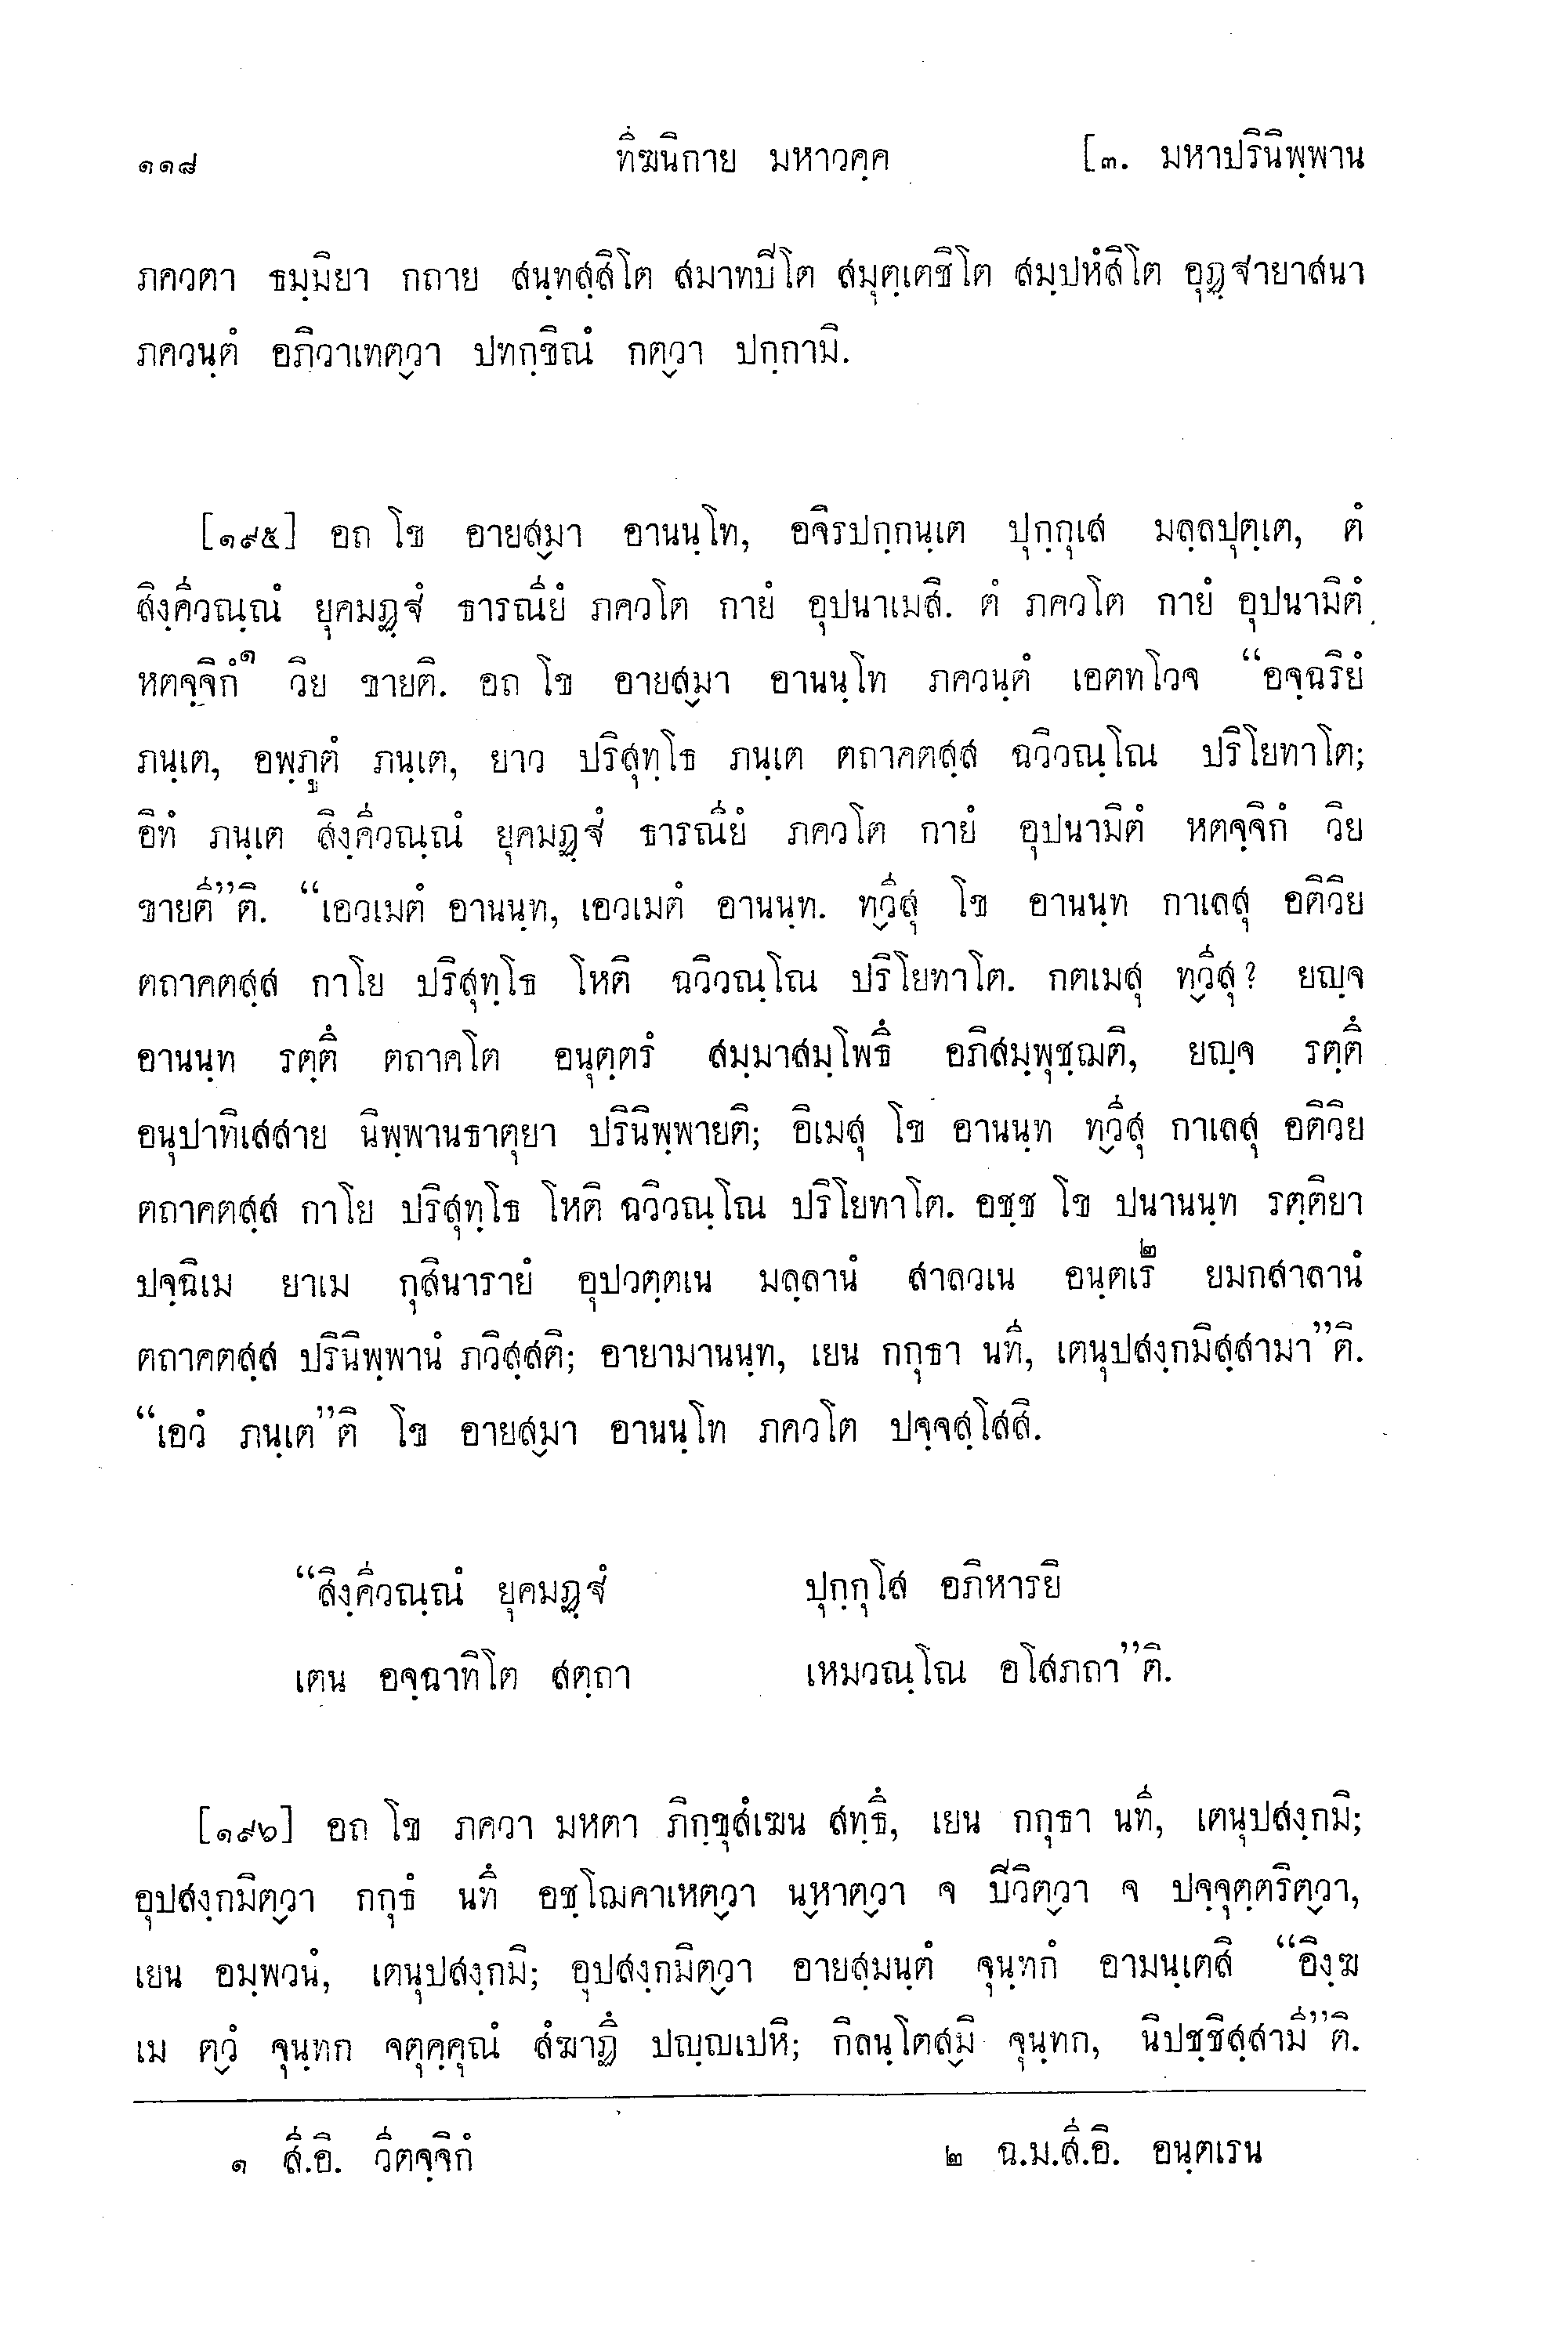 ๑๑๘ ทีฆนิกาย มหาวคฺค [๓. มหาปรินิพฺพาน
ภควตา ธมฺมิยา กถาย สนฺทสฺสิโต สมาทปิโต สมุตฺเตชิโต สมฺปหํสิโต อุฏฺฐายาสนา
ภควนฺตํ อภิวาเทตฺวา ปทกฺขิณํ กตฺวา ปกฺกามิ.
[๑๙๕] อถ โข อายสฺมา อานนฺโท, อจิรปกฺกนฺเต ปุกฺกุเส มลฺลปุตฺเต, ตํ
สิงฺคีวณฺณํ ยุคมฏฺฐํ ธารณียํ ภควโต กายํ อุปนาเมสิ. ตํ ภควโต กายํ อุปนามิตํ
หตจฺจิกํ๑ วิย ขายติ. อถ โข อายสฺมา อานนฺโท ภควนฺตํ เอตทโวจ “อจฺฉริยํ
ภนฺเต, อพฺภูตํ ภนฺเต, ยาว ปริสุทฺโธ ภนฺเต ตถาคตสฺส ฉวิวณฺโณ ปริโยทาโต;
อิทํ ภนฺเต สิงฺคีวณฺณํ ยุคมฏฺฐํ ธารณียํ ภควโต กายํ อุปนามิตํ หตจฺจิกํ วิย
ขายตี”ติ. “เอวเมตํ อานนฺท, เอวเมตํ อานนฺท. ทฺวีสุ โข อานนฺท กาเลสุ อติวิย
ตถาคตสฺส กาโย ปริสุทฺโธ โหติ ฉวิวณฺโณ ปริโยทาโต. กตเมสุ ทฺวีสุ? ยญฺจ
อานนฺท รตฺตึ ตถาคโต อนุตฺตรํ สมฺมาสมฺโพธึ อภิสมฺพุชฺฌติ, ยญฺจ รตฺตึ
อนุปาทิเสสาย นิพฺพานธาตุยา ปรินิพฺพายติ; อิเมสุ โข อานนฺท ทฺวีสุ กาเลสุ อติวิย
ตถาคตสฺส กาโย ปริสุทฺโธ โหติ ฉวิวณฺโณ ปริโยทาโต. อชฺช โข ปนานนฺท รตฺติยา
ปจฺฉิเม ยาเม กุสินารายํ อุปวตฺตเน มลฺลานํ สาลวเน อนฺตเร๒ ยมกสาลานํ
ตถาคตสฺส ปรินิพฺพานํ ภวิสฺสติ; อายามานนฺท, เยน กกุธา นที, เตนุปสงฺกมิสฺสามา”ติ.
“เอวํ ภนฺเต”ติ โข อายสฺมา อานนฺโท ภควโต ปจฺจสฺโสสิ.
“สิงฺคีวณฺณํ ยุคมฏฺฐํ ปุกฺกุโส อภิหารยิ
เตน อจฺฉาทิโต สตฺถา เหมวณฺโณ อโสภถา”ติ.
[๑๙๖] อถ โข ภควา มหตา ภิกฺขุสํเฆน สทฺธึ, เยน กกุธา นที, เตนุปสงฺกมิ;
อุปสงฺกมิตฺวา กกุธํ นทึ อชฺโฌคาเหตฺวา นฺหาตฺวา จ ปีวิตฺวา จ ปจฺจุตฺตริตฺวา,
เยน อมฺพวนํ, เตนุปสงฺกมิ; อุปสงฺกมิตฺวา อายสฺมนฺตํ จุนฺทกํ อามนฺเตสิ “อิงฺฆ
เม ตฺวํ จุนฺทก จตุคฺคุณํ สํฆาฏึ ปญฺญเปหิ; กิลนฺโตสฺมิ จุนฺทก, นิปชฺชิสฺสามี”ติ.
๑ สี.อิ. วีตจฺจิกํ ๒ ฉ.ม.สี.อิ. อนฺตเรน